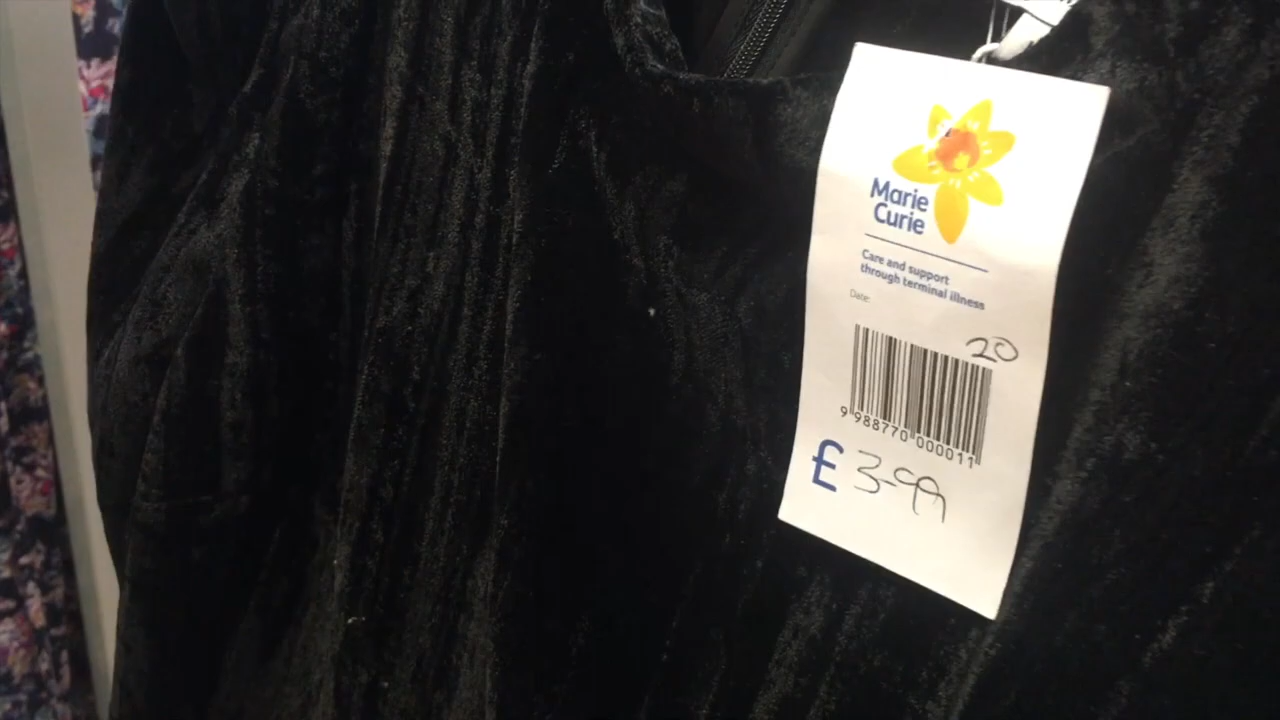 Marie
Curie
Care and support
through terminal illness
Date:
20
9 988770 000011
£3-99